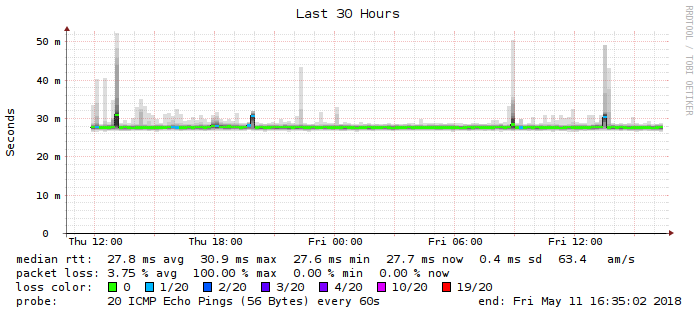 Last 30 Hours
RRDTOOL / TOBI OETIKER
Seconds
50 m
40 m
30 m
20 m
10 m
0
Thu 12:00 Thu 18:00 Fri 00:00 Fri 06:00 Fri 12:00
median rtt: 27.8 ms avg 30.9 ms max 27.6 ms min 27.7 ms now 0.4 ms sd 63.4 am/s
packet loss: 3.75 % avg 100.00 % max 0.00 % min 0.00 % now
loss color: 0 1/20 2/20 3/20 4/20 10/20 19/20
probe: 20 ICMP Echo Pings (56 Bytes) every 60s end: Fri May 11 16:35:02 2018